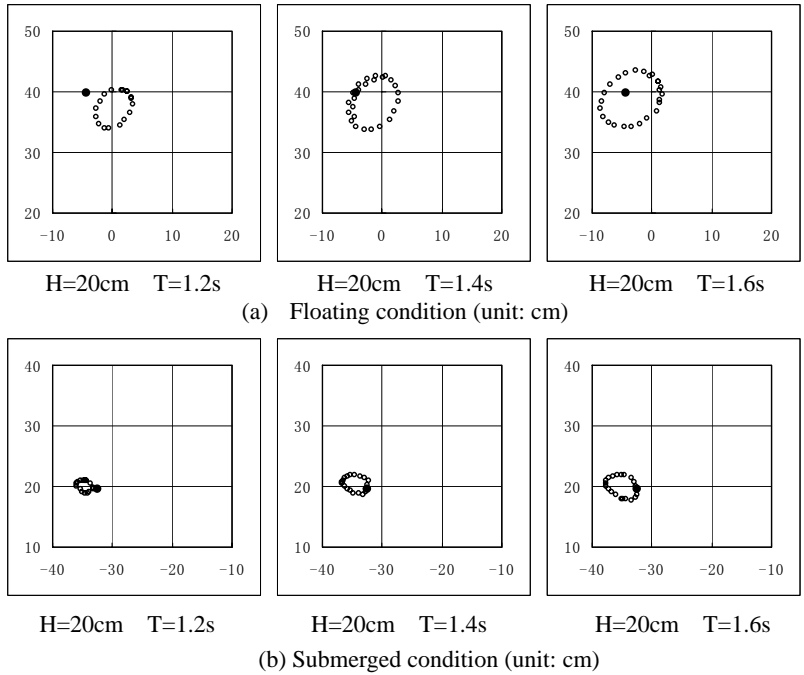 50 50 50
40 40 40
30 30 30
20 20 20
-10 0 10 20 -10 0 10 20 -10 0 10 20
H=20cm T=1.2s H=20cm T=1.4s H=20cm T=1.6s
(a) Floating condition (unit: cm)
40 40 40
30 30 30
20 20 20
10 10 10
-40 -30 -20 -10 -40 -30 -20 -10 -40 -30 -20 -10
H=20cm T=1.2s H=20cm T=1.4s H=20cm T=1.6s
(b) Submerged condition (unit: cm)